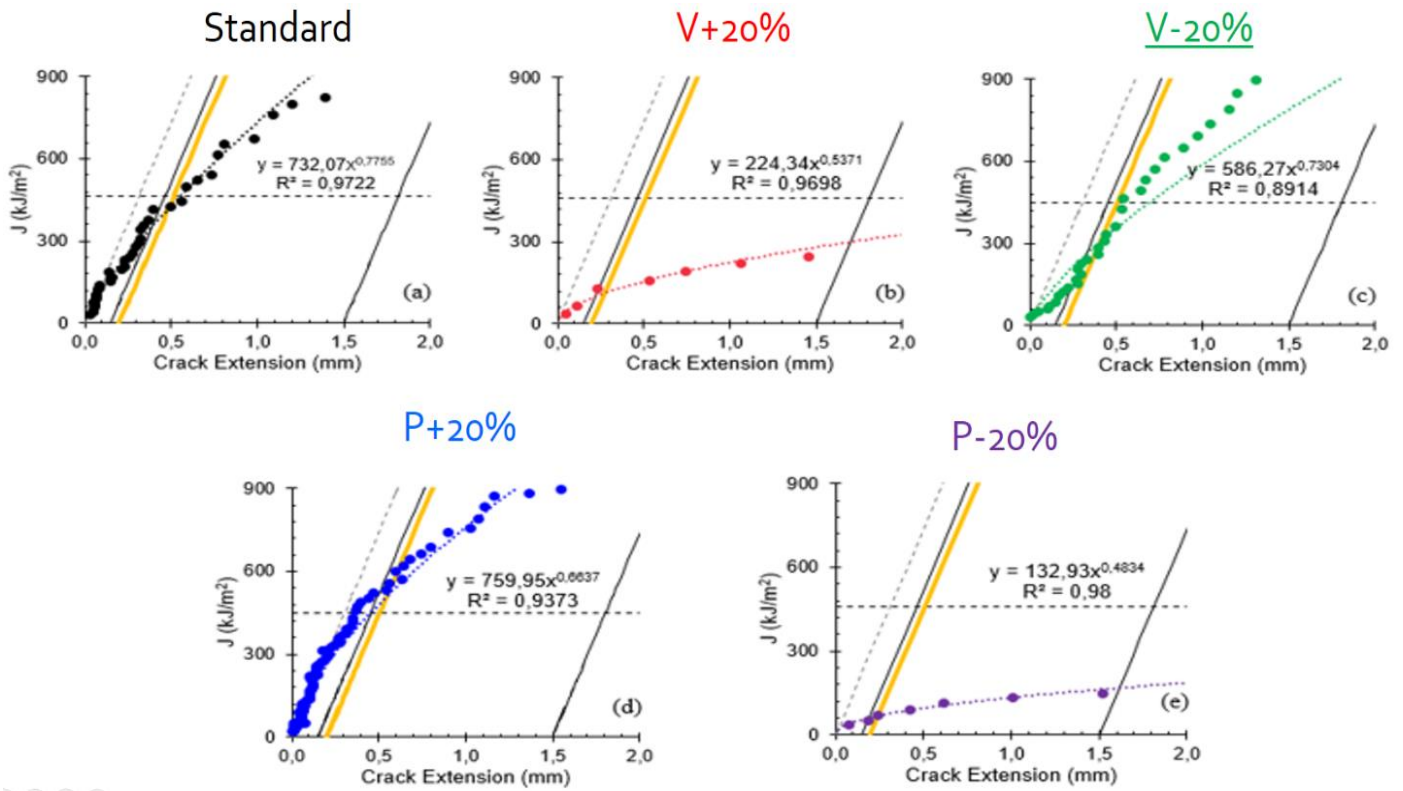 Standard
V+20%
V-20%
900
600
300
0
J (kJ/m²)
y = 732,07x^0,7755
R² = 0,9722
(a)
0,0 0,5 1,0 1,5 2,0
Crack Extension (mm)
900
600
300
0
J (kJ/m²)
y = 224,34x^0,5371
R² = 0,9698
(b)
0,0 0,5 1,0 1,5 2,0
Crack Extension (mm)
900
600
300
0
J (kJ/m²)
y = 586,27x^0,7304
R² = 0,8914
(c)
0,0 0,5 1,0 1,5 2,0
Crack Extension (mm)
P+20%
P-20%
900
600
300
0
J (kJ/m²)
y = 759,95x^0,6637
R² = 0,9373
(d)
0,0 0,5 1,0 1,5 2,0
Crack Extension (mm)
900
600
300
0
J (kJ/m²)
y = 132,93x^0,4834
R² = 0,98
(e)
0,0 0,5 1,0 1,5 2,0
Crack Extension (mm)